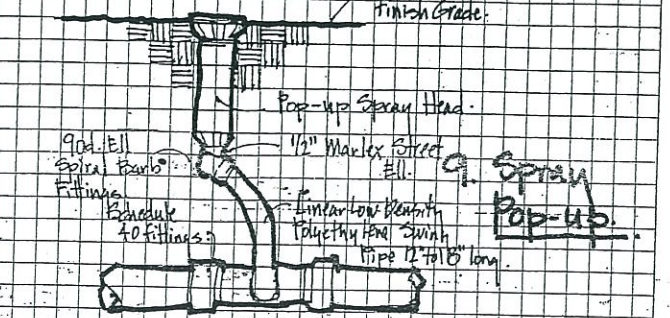 Finish Grade.
Pop-up Spray Head.
1/2" Marlex Street
Ell.
90d. Ell
Spiral Barb
Fittings.
Schedule
40 fittings.
Linear Low Density
Polyethylene Swing
Pipe 12" to 18" long.
9. Spray
Pop-up.